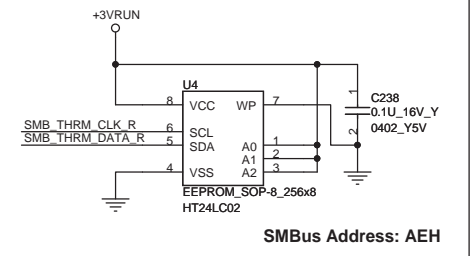 +3VRUN
U4
8 VCC WP 7
C238
0.1U_16V_Y
0402_Y5V
1
2
SMB_THRM_CLK_R 6 SCL
SMB_THRM_DATA_R 5 SDA A0 1
A1 2
4 VSS A2 3
EEPROM_SOP-8_256x8
HT24LC02
SMBus Address: AEH